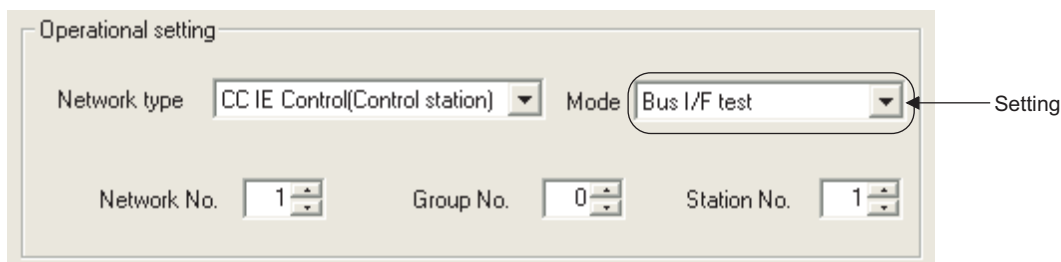 Operational setting
Network type CC IE Control(Control station) Mode Bus I/F test Setting
Network No. 1 Group No. 0 Station No. 1